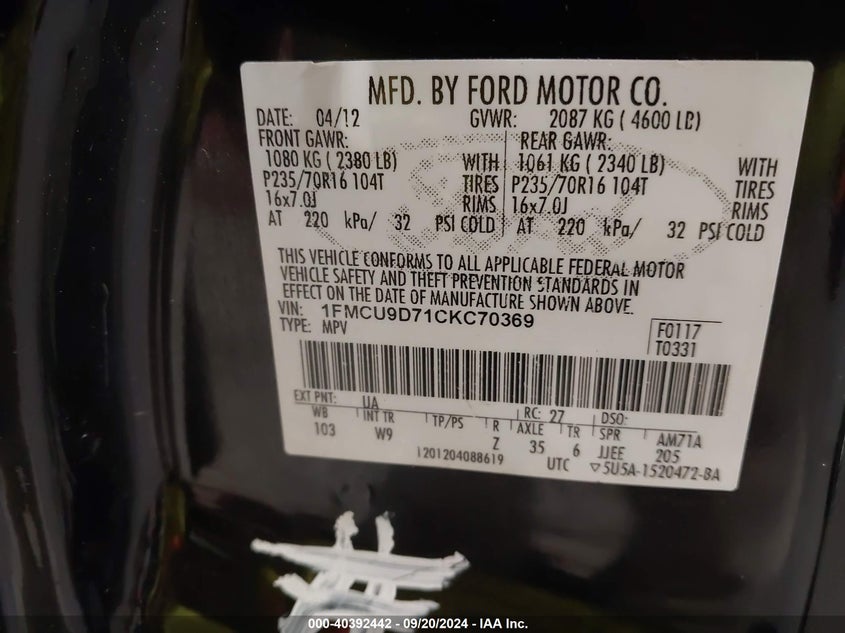 MFD. BY FORD MOTOR CO.
DATE: 04/12 GVWR: 2087 KG ( 4600 LB)
FRONT GAWR: REAR GAWR:
1080 KG ( 2380 LB) WITH 1061 KG ( 2340 LB) WITH
P235/70R16 104T TIRES P235/70R16 104T TIRES
16x7.0J RIMS 16x7.0J RIMS
AT 220 kPa/ 32 PSI COLD AT 220 kPa/ 32 PSI COLD
THIS VEHICLE CONFORMS TO ALL APPLICABLE FEDERAL MOTOR
VEHICLE SAFETY AND THEFT PREVENTION STANDARDS IN
EFFECT ON THE DATE OF MANUFACTURE SHOWN ABOVE.
VIN: 1FMCU9D71CKC70369
TYPE: MPV
F0117
T0331
EXT PNT: UA RC: 27 DSO:
WB INT TR TP/PS R AXLE TR SPR AM71A
103 W9 Z 35 6 JJEE 205
1201204088619 UTC ▽5U5A-1520472-BA
000-40392442 - 09/20/2024 - IAA Inc.